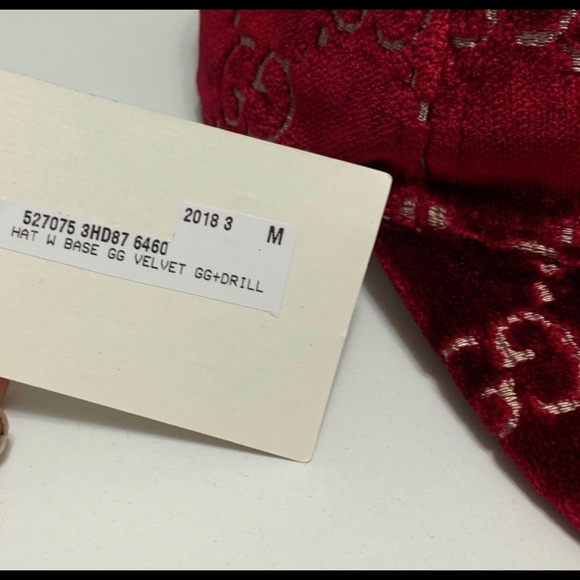 527075 3HD87 6460 2018 3 M
HAT W BASE GG VELVET GG+DRILL